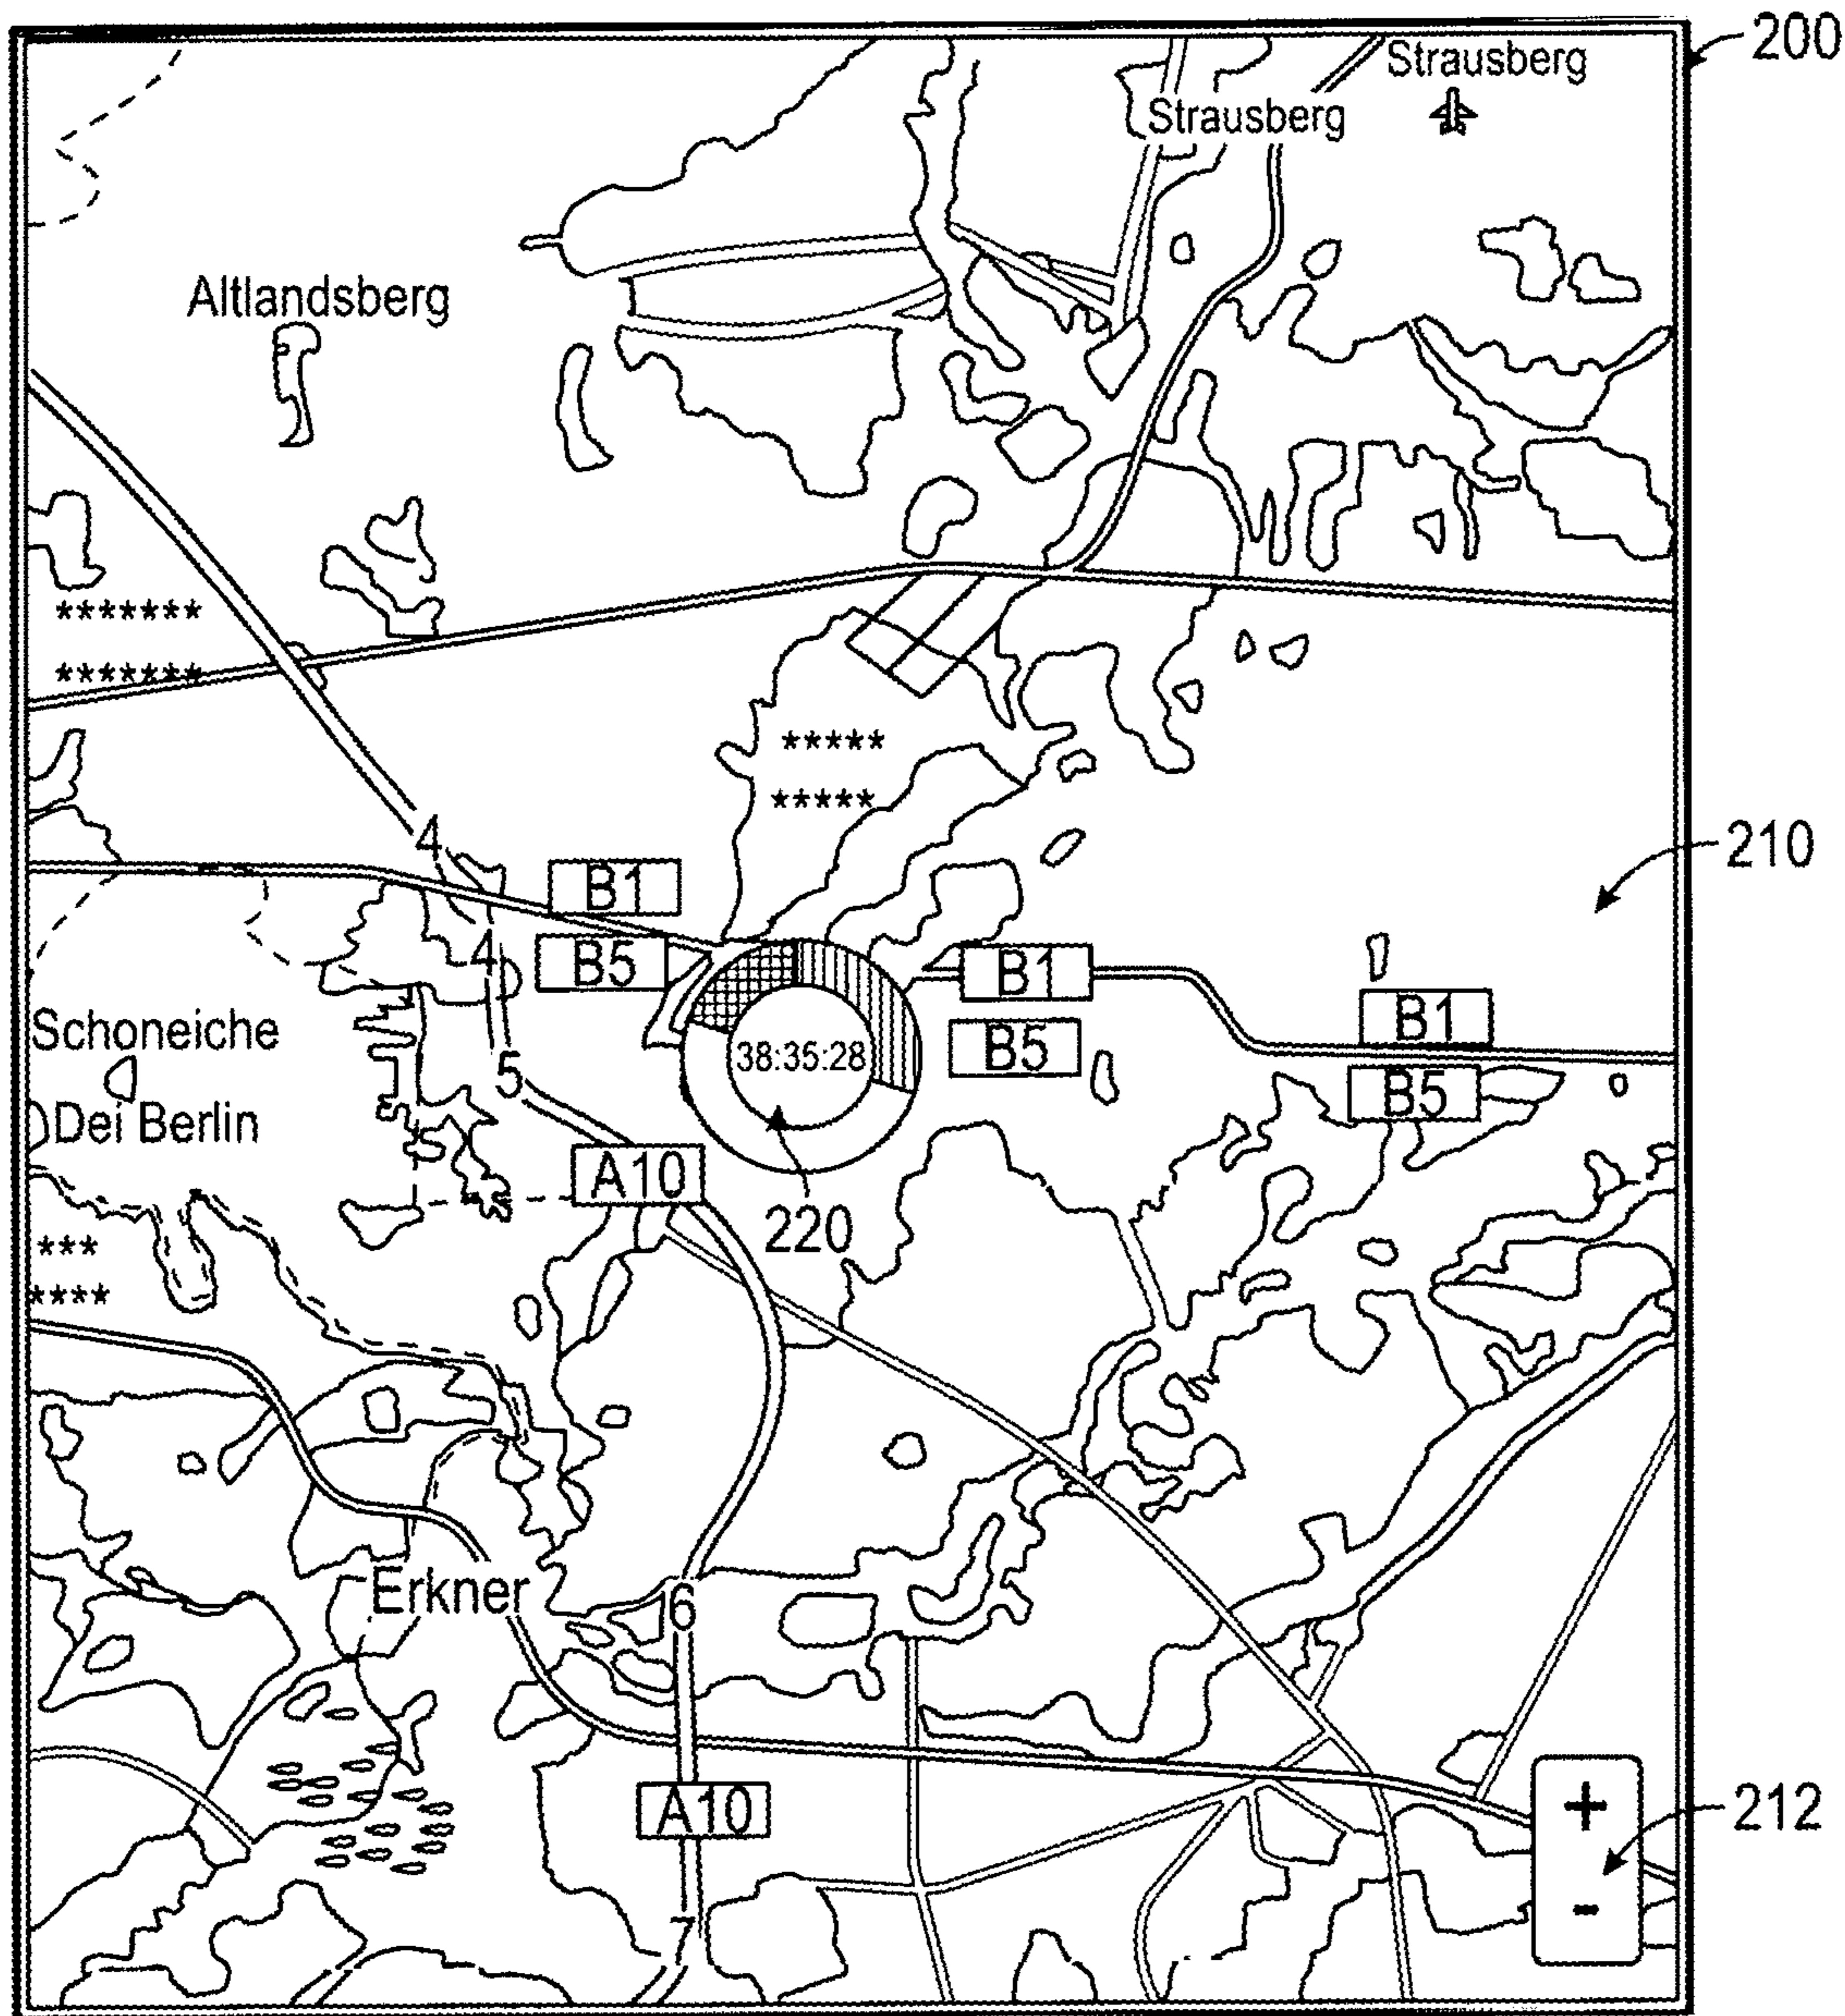 200
Strausberg
Strausberg
Altlandsberg
*******
*******
*****
*****
4
210
B1
4
B5
B1
B1
Schoneiche
38:35:28
B5
5
B5
Dei Berlin
A10
220
***
****
Erkner
6
+
212
A10
-
7